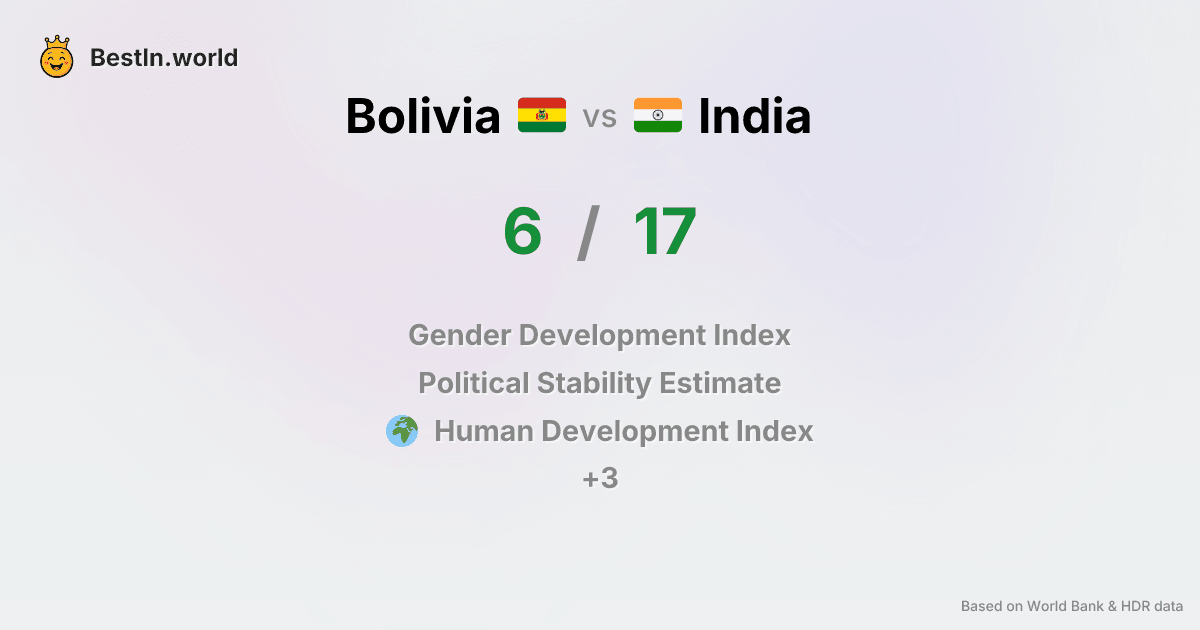 BestIn.world
Bolivia vs India
6 / 17
Gender Development Index
Political Stability Estimate
Human Development Index
+3
Based on World Bank & HDR data